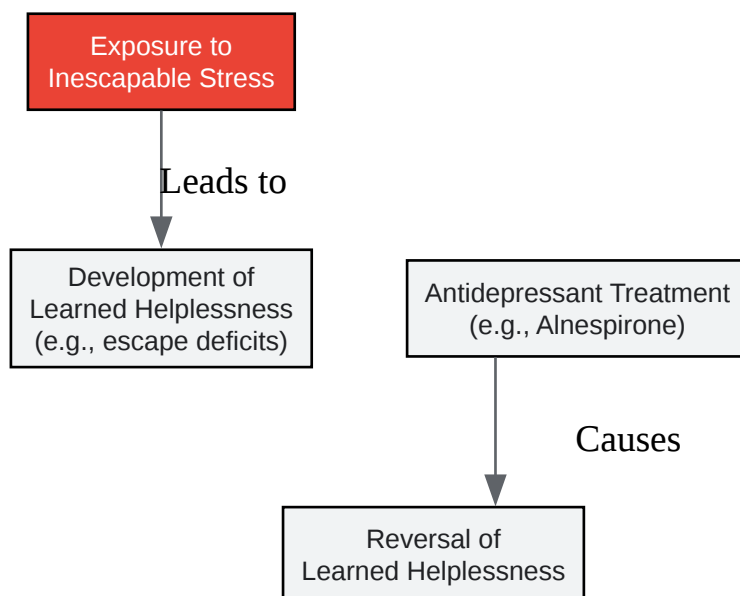 Exposure to
Inescapable Stress
Leads to
Development of
Learned Helplessness
(e.g., escape deficits)
Antidepressant Treatment
(e.g., Alnespirone)
Causes
Reversal of
Learned Helplessness